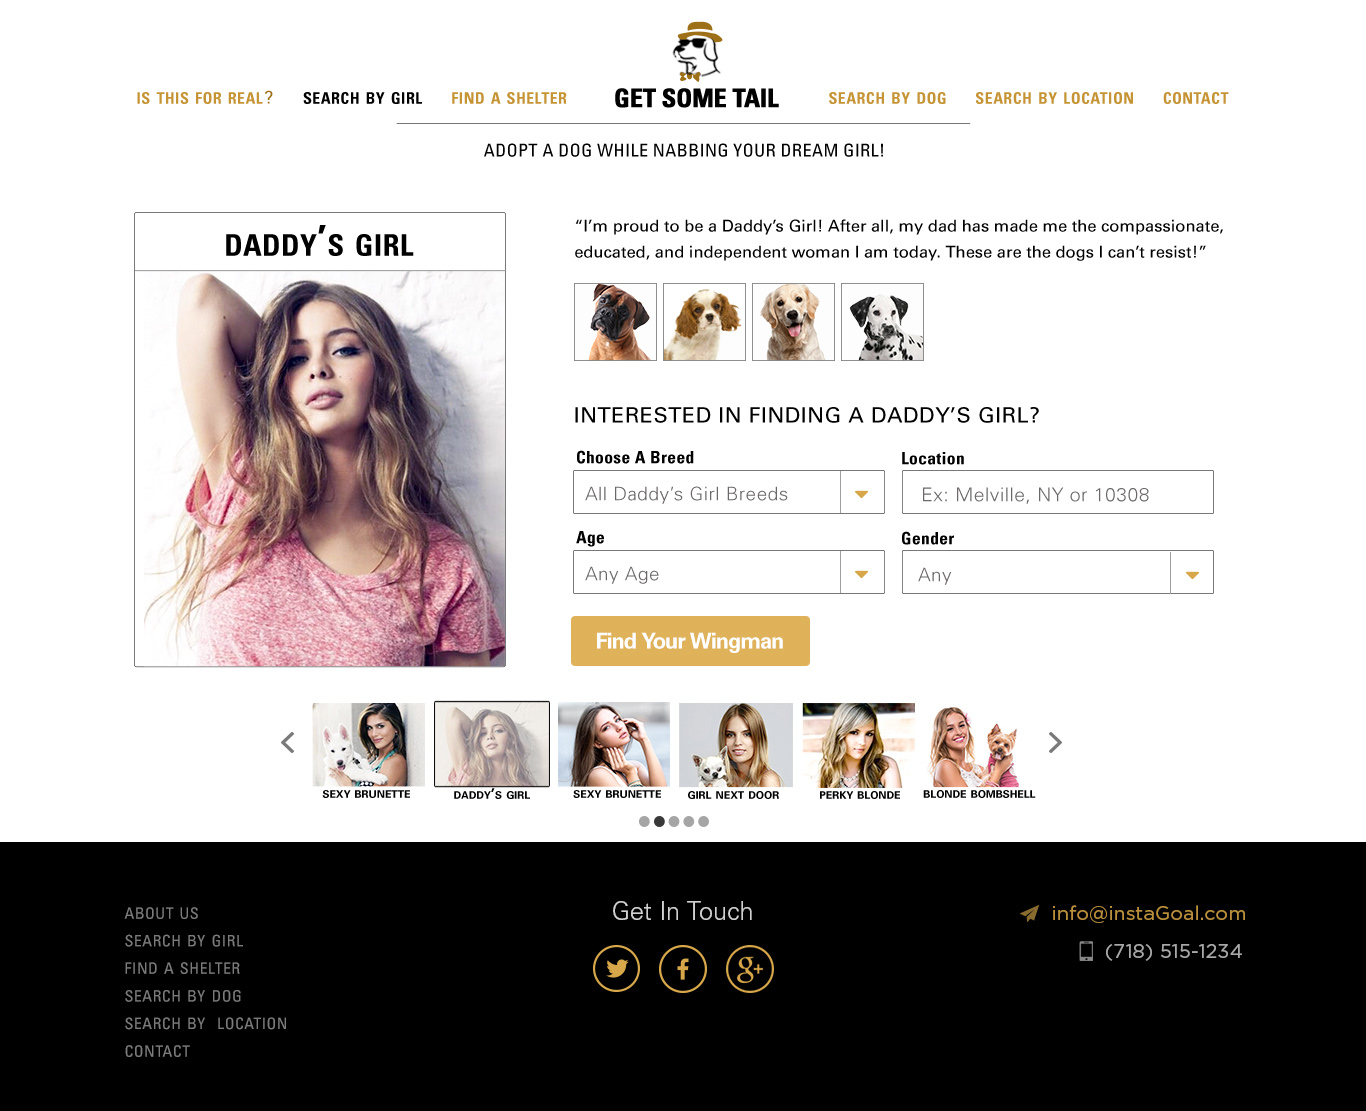 IS THIS FOR REAL?
SEARCH BY GIRL
FIND A SHELTER
GET SOME TAIL
SEARCH BY DOG
SEARCH BY LOCATION
CONTACT
ADOPT A DOG WHILE NABBING YOUR DREAM GIRL!
DADDY'S GIRL
“I’m proud to be a Daddy’s Girl! After all, my dad has made me the compassionate,
educated, and independent woman I am today. These are the dogs I can’t resist!”
INTERESTED IN FINDING A DADDY’S GIRL?
Choose A Breed
Location
All Daddy’s Girl Breeds
Ex: Melville, NY or 10308
Age
Gender
Any Age
Any
Find Your Wingman
SEXY BRUNETTE
DADDY'S GIRL
SEXY BRUNETTE
GIRL NEXT DOOR
PERKY BLONDE
BLONDE BOMBSHELL
ABOUT US
SEARCH BY GIRL
FIND A SHELTER
SEARCH BY DOG
SEARCH BY LOCATION
CONTACT
Get In Touch
info@instaGoal.com
(718) 515-1234